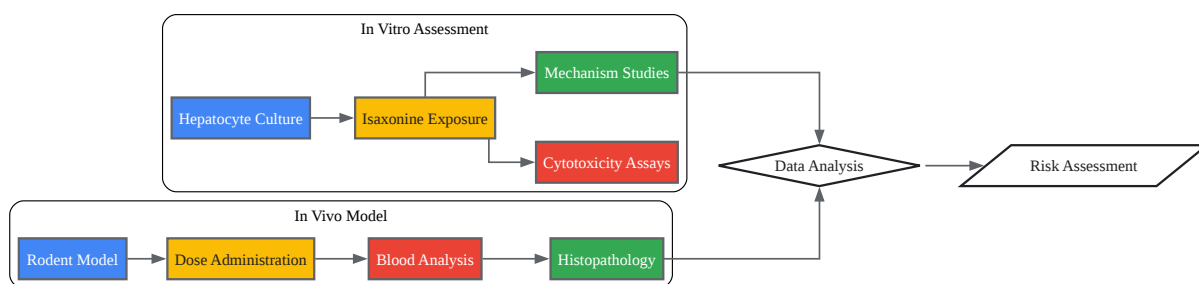 In Vitro Assessment
Mechanism Studies
Hepatocyte Culture
Isaxonine Exposure
Cytotoxicity Assays
Data Analysis
Risk Assessment
In Vivo Model
Rodent Model
Dose Administration
Blood Analysis
Histopathology